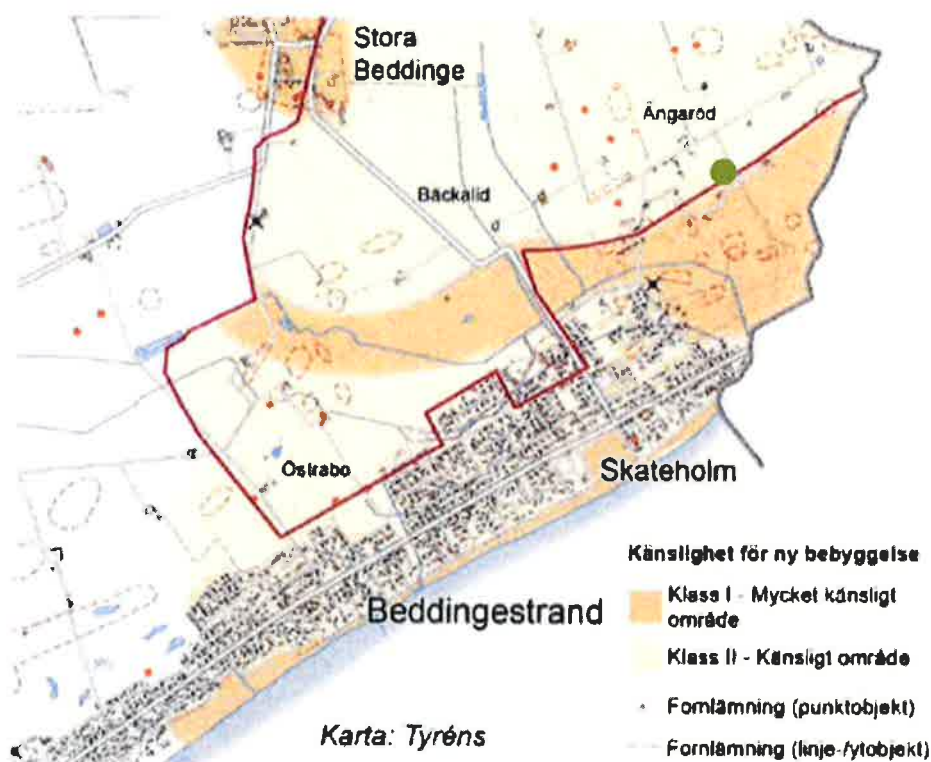 Stora
Beddinge
Ängaröd
Backalid
Östrabo
Skateholm
Beddingestrand
Känslighet för ny bebyggelse
Klass I - Mycket känsligt
område
Klass II - Känsligt område
Fornlämning (punktobjekt)
Fornlämning (linje-/ytobjekt)
Karta: Tyréns